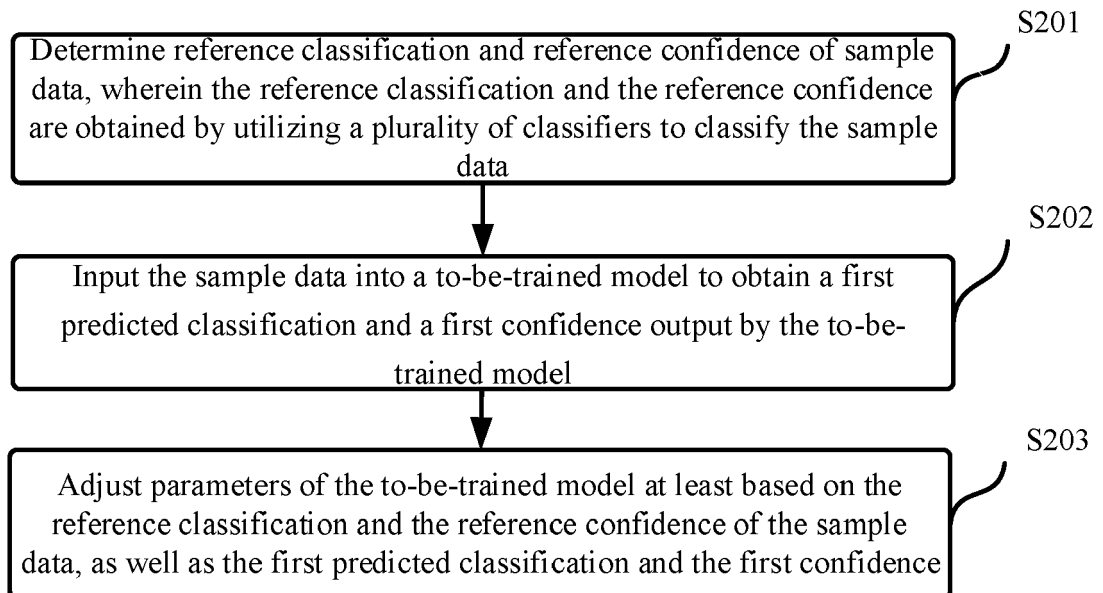 S201
Determine reference classification and reference confidence of sample
data, wherein the reference classification and the reference confidence
are obtained by utilizing a plurality of classifiers to classify the sample
data
S202
Input the sample data into a to-be-trained model to obtain a first
predicted classification and a first confidence output by the to-be-
trained model
S203
Adjust parameters of the to-be-trained model at least based on the
reference classification and the reference confidence of the sample
data, as well as the first predicted classification and the first confidence